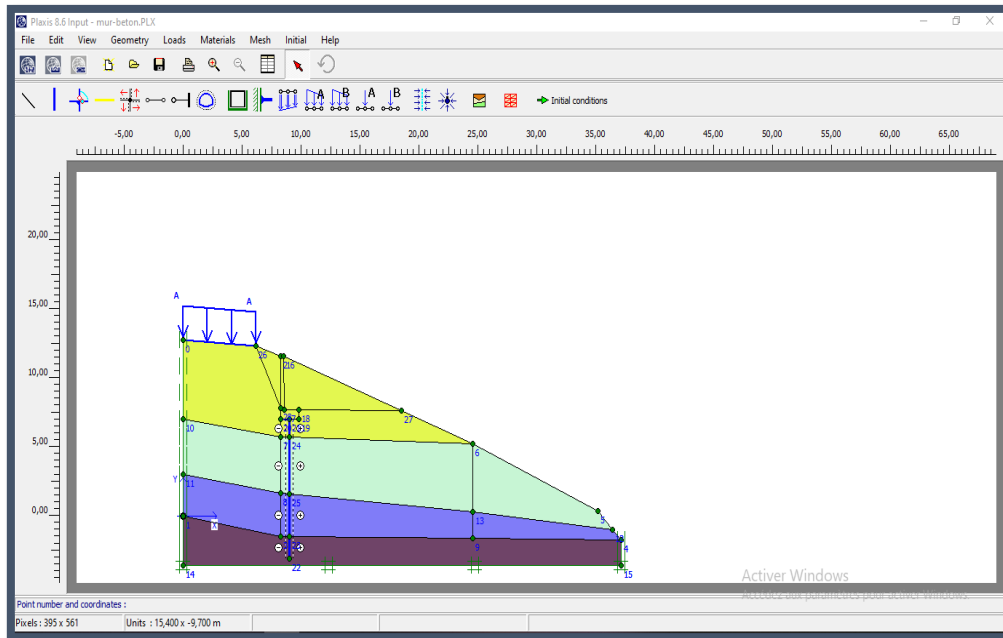 Plaxis 8.6 Input - mur-beton.PLX
File Edit View Geometry Loads Materials Mesh Initial Help
A B A B Initial conditions
-5,00 0,00 5,00 10,00 15,00 20,00 25,00 30,00 35,00 40,00 45,00 50,00 55,00 60,00 65,00
20,00
15,00
A A
10,00
0 26 16
27
18
10 19
5,00
24 6
Y 11
25
0,00
1 X 13 5
9 4
14 22 15
Activer Windows
Accédez aux paramètres pour activer Windows.
Point number and coordinates :
Pixels : 395 x 561 Units : 15,400 x -9,700 m